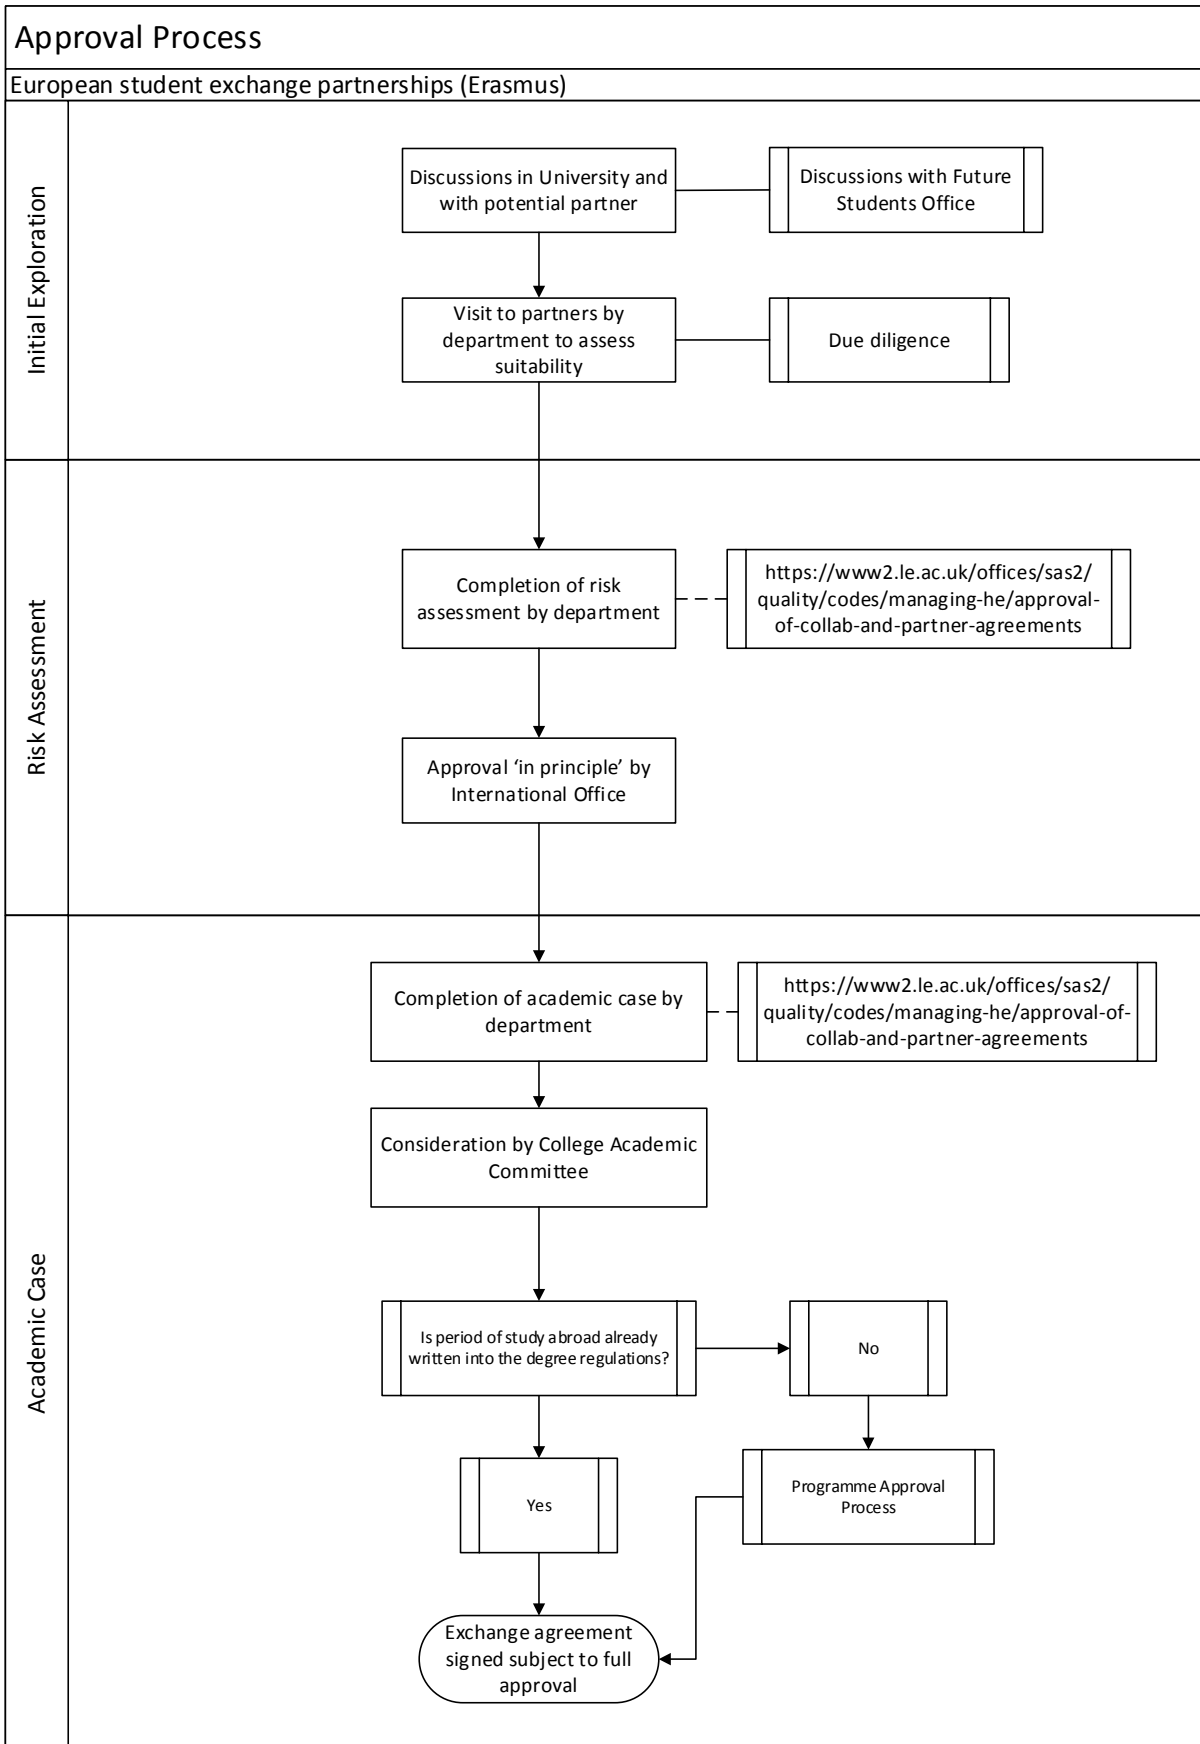 Approval Process
European student exchange partnerships (Erasmus)
Initial Exploration
Discussions in University and
with potential partner
Discussions with Future
Students Office
Visit to partners by
department to assess
suitability
Due diligence
Risk Assessment
Completion of risk
assessment by department
https://www2.le.ac.uk/offices/sas2/
quality/codes/managing-he/approval-
of-collab-and-partner-agreements
Approval ‘in principle’ by
International Office
Academic Case
Completion of academic case by
department
https://www2.le.ac.uk/offices/sas2/
quality/codes/managing-he/approval-of-
collab-and-partner-agreements
Consideration by College Academic
Committee
Is period of study abroad already
written into the degree regulations?
No
Yes
Programme Approval
Process
Exchange agreement
signed subject to full
approval